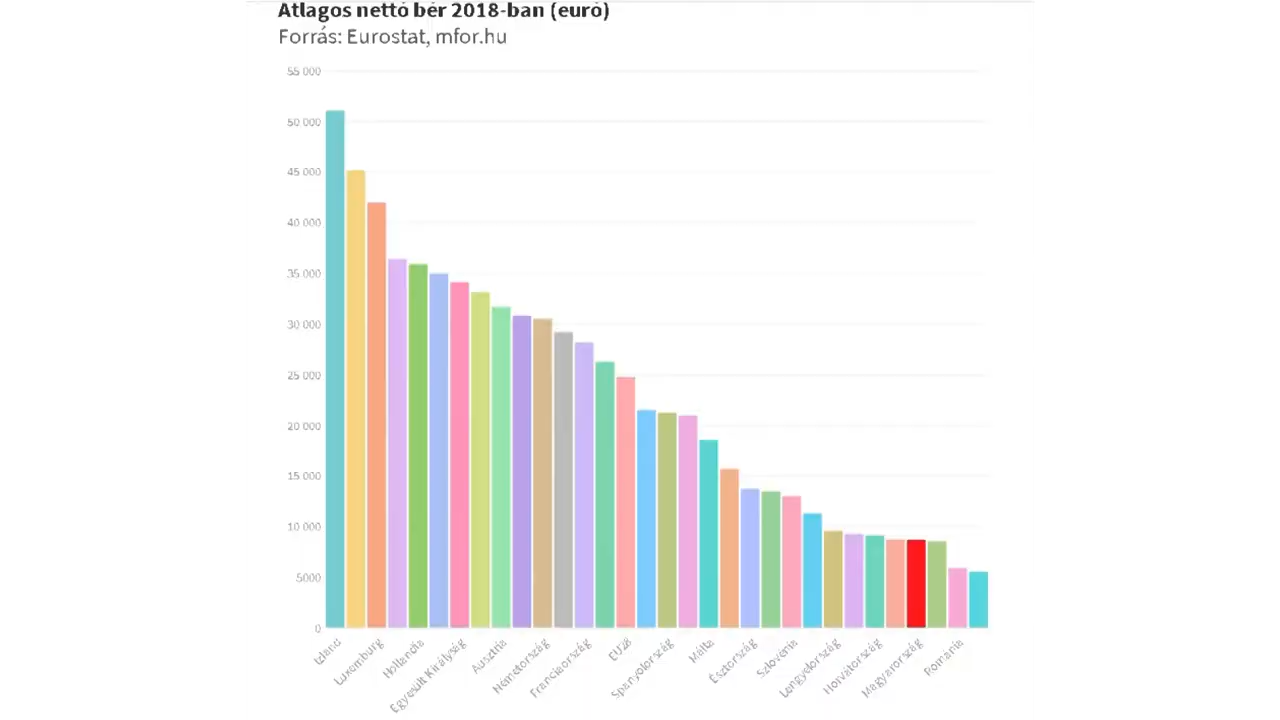 Átlagos nettó bér 2018-ban (euró)
Forrás: Eurostat, mfor.hu
55 000
50 000
45 000
40 000
35 000
30 000
25 000
20 000
15 000
10 000
5000
0
Izland
Luxemburg
Hollandia
Egyesült Királyság
Ausztria
Németország
Franciaország
EU28
Spanyolország
Málta
Észtország
Szlovénia
Lengyelország
Horvátország
Magyarország
Románia